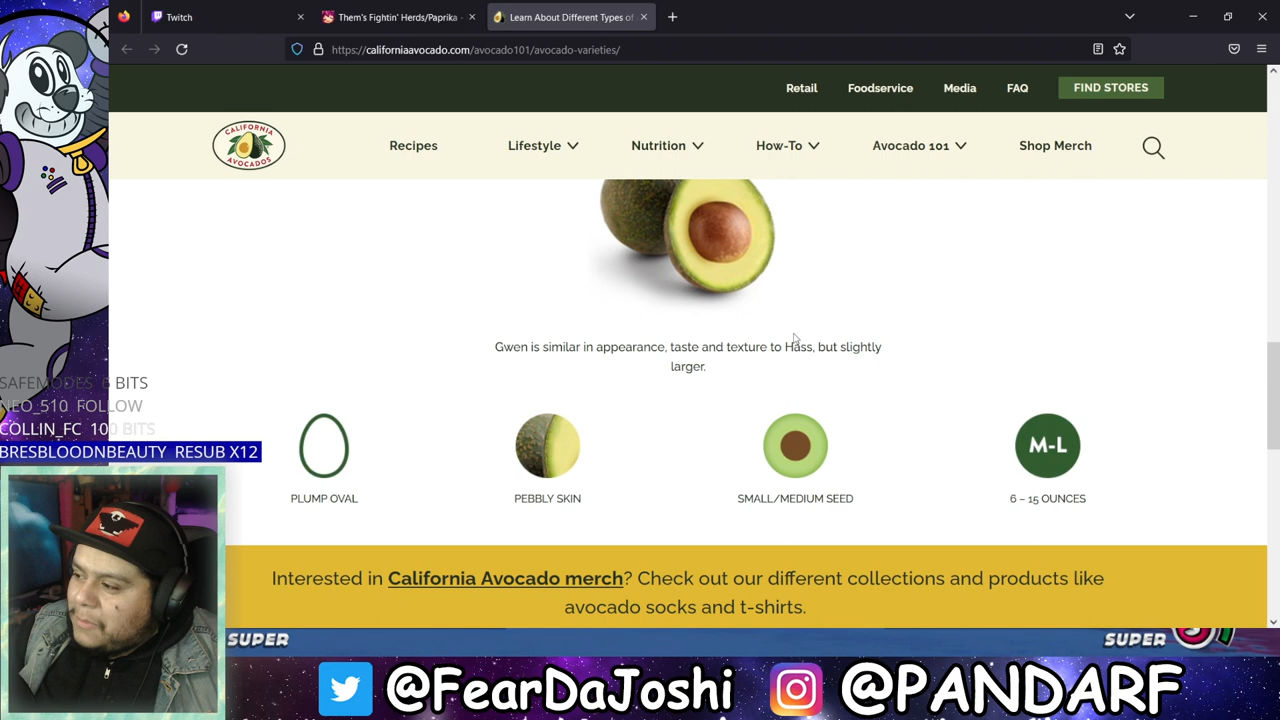 Twitch
Them's Fightin' Herds/Paprika -
Learn About Different Types of
https://californiaavocado.com/avocado101/avocado-varieties/
Retail Foodservice Media FAQ FIND STORES
CALIFORNIA AVOCADOS
Recipes Lifestyle Nutrition How-To Avocado 101 Shop Merch
Gwen is similar in appearance, taste and texture to Hass, but slightly
larger.
M-L
PLUMP OVAL PEBBLY SKIN SMALL/MEDIUM SEED 6 – 15 OUNCES
SAFEMODES 6 BITS
NEO_510 FOLLOW
COLLIN_FC 100 BITS
BRESBLOODNBEAUTY RESUB X12
Interested in California Avocado merch? Check out our different collections and products like
avocado socks and t-shirts.
SUPER SUPER
@FearDaJoshi @PANDARF